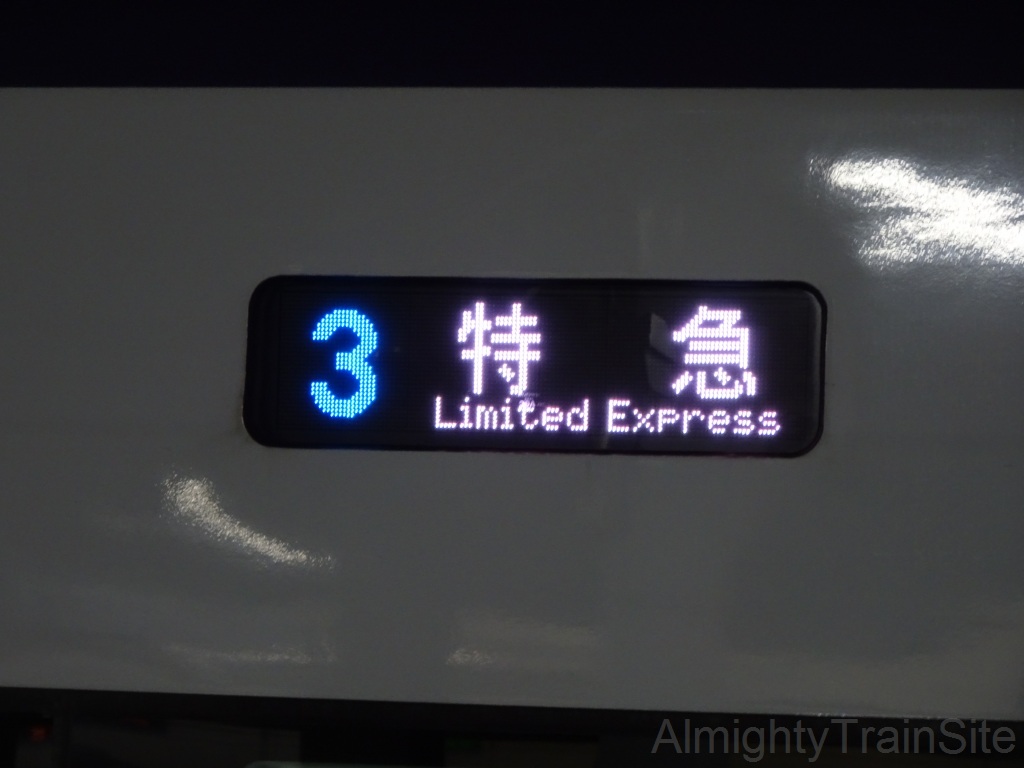 3 特急
Limited Express
AlmightyTrainSite